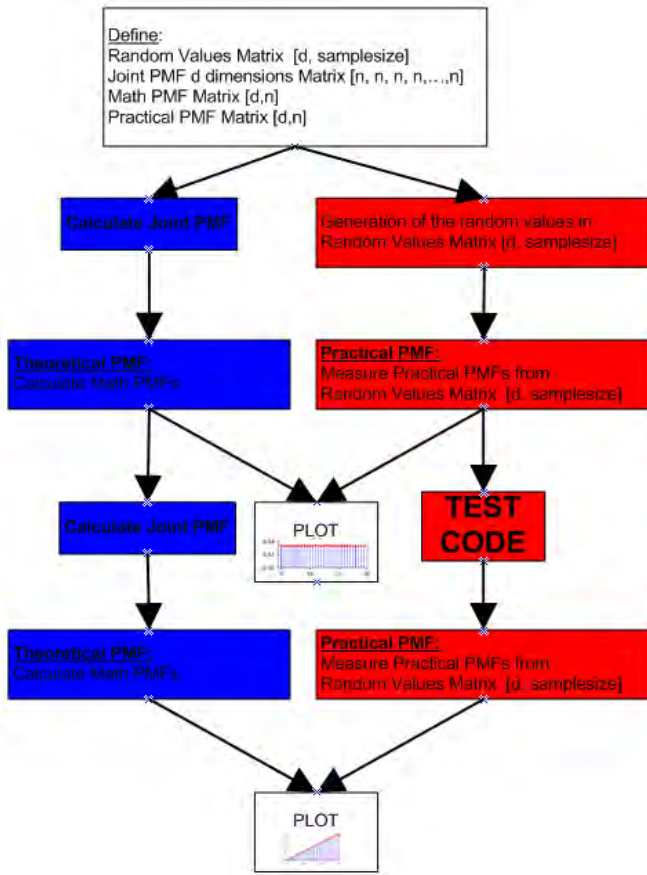 Define:
Random Values Matrix [d, samplesize]
Joint PMF d dimensions Matrix [n, n, n, n,...,n]
Math PMF Matrix [d,n]
Practical PMF Matrix [d,n]
Calculate Joint PMF
Generation of the random values in
Random Values Matrix [d, samplesize]
Theoretical PMF:
Calculate Math PMFs
Practical PMF:
Measure Practical PMFs from
Random Values Matrix [d, samplesize]
Calculate Joint PMF
PLOT
TEST
CODE
Theoretical PMF:
Calculate Math PMFs
Practical PMF:
Measure Practical PMFs from
Random Values Matrix [d, samplesize]
PLOT